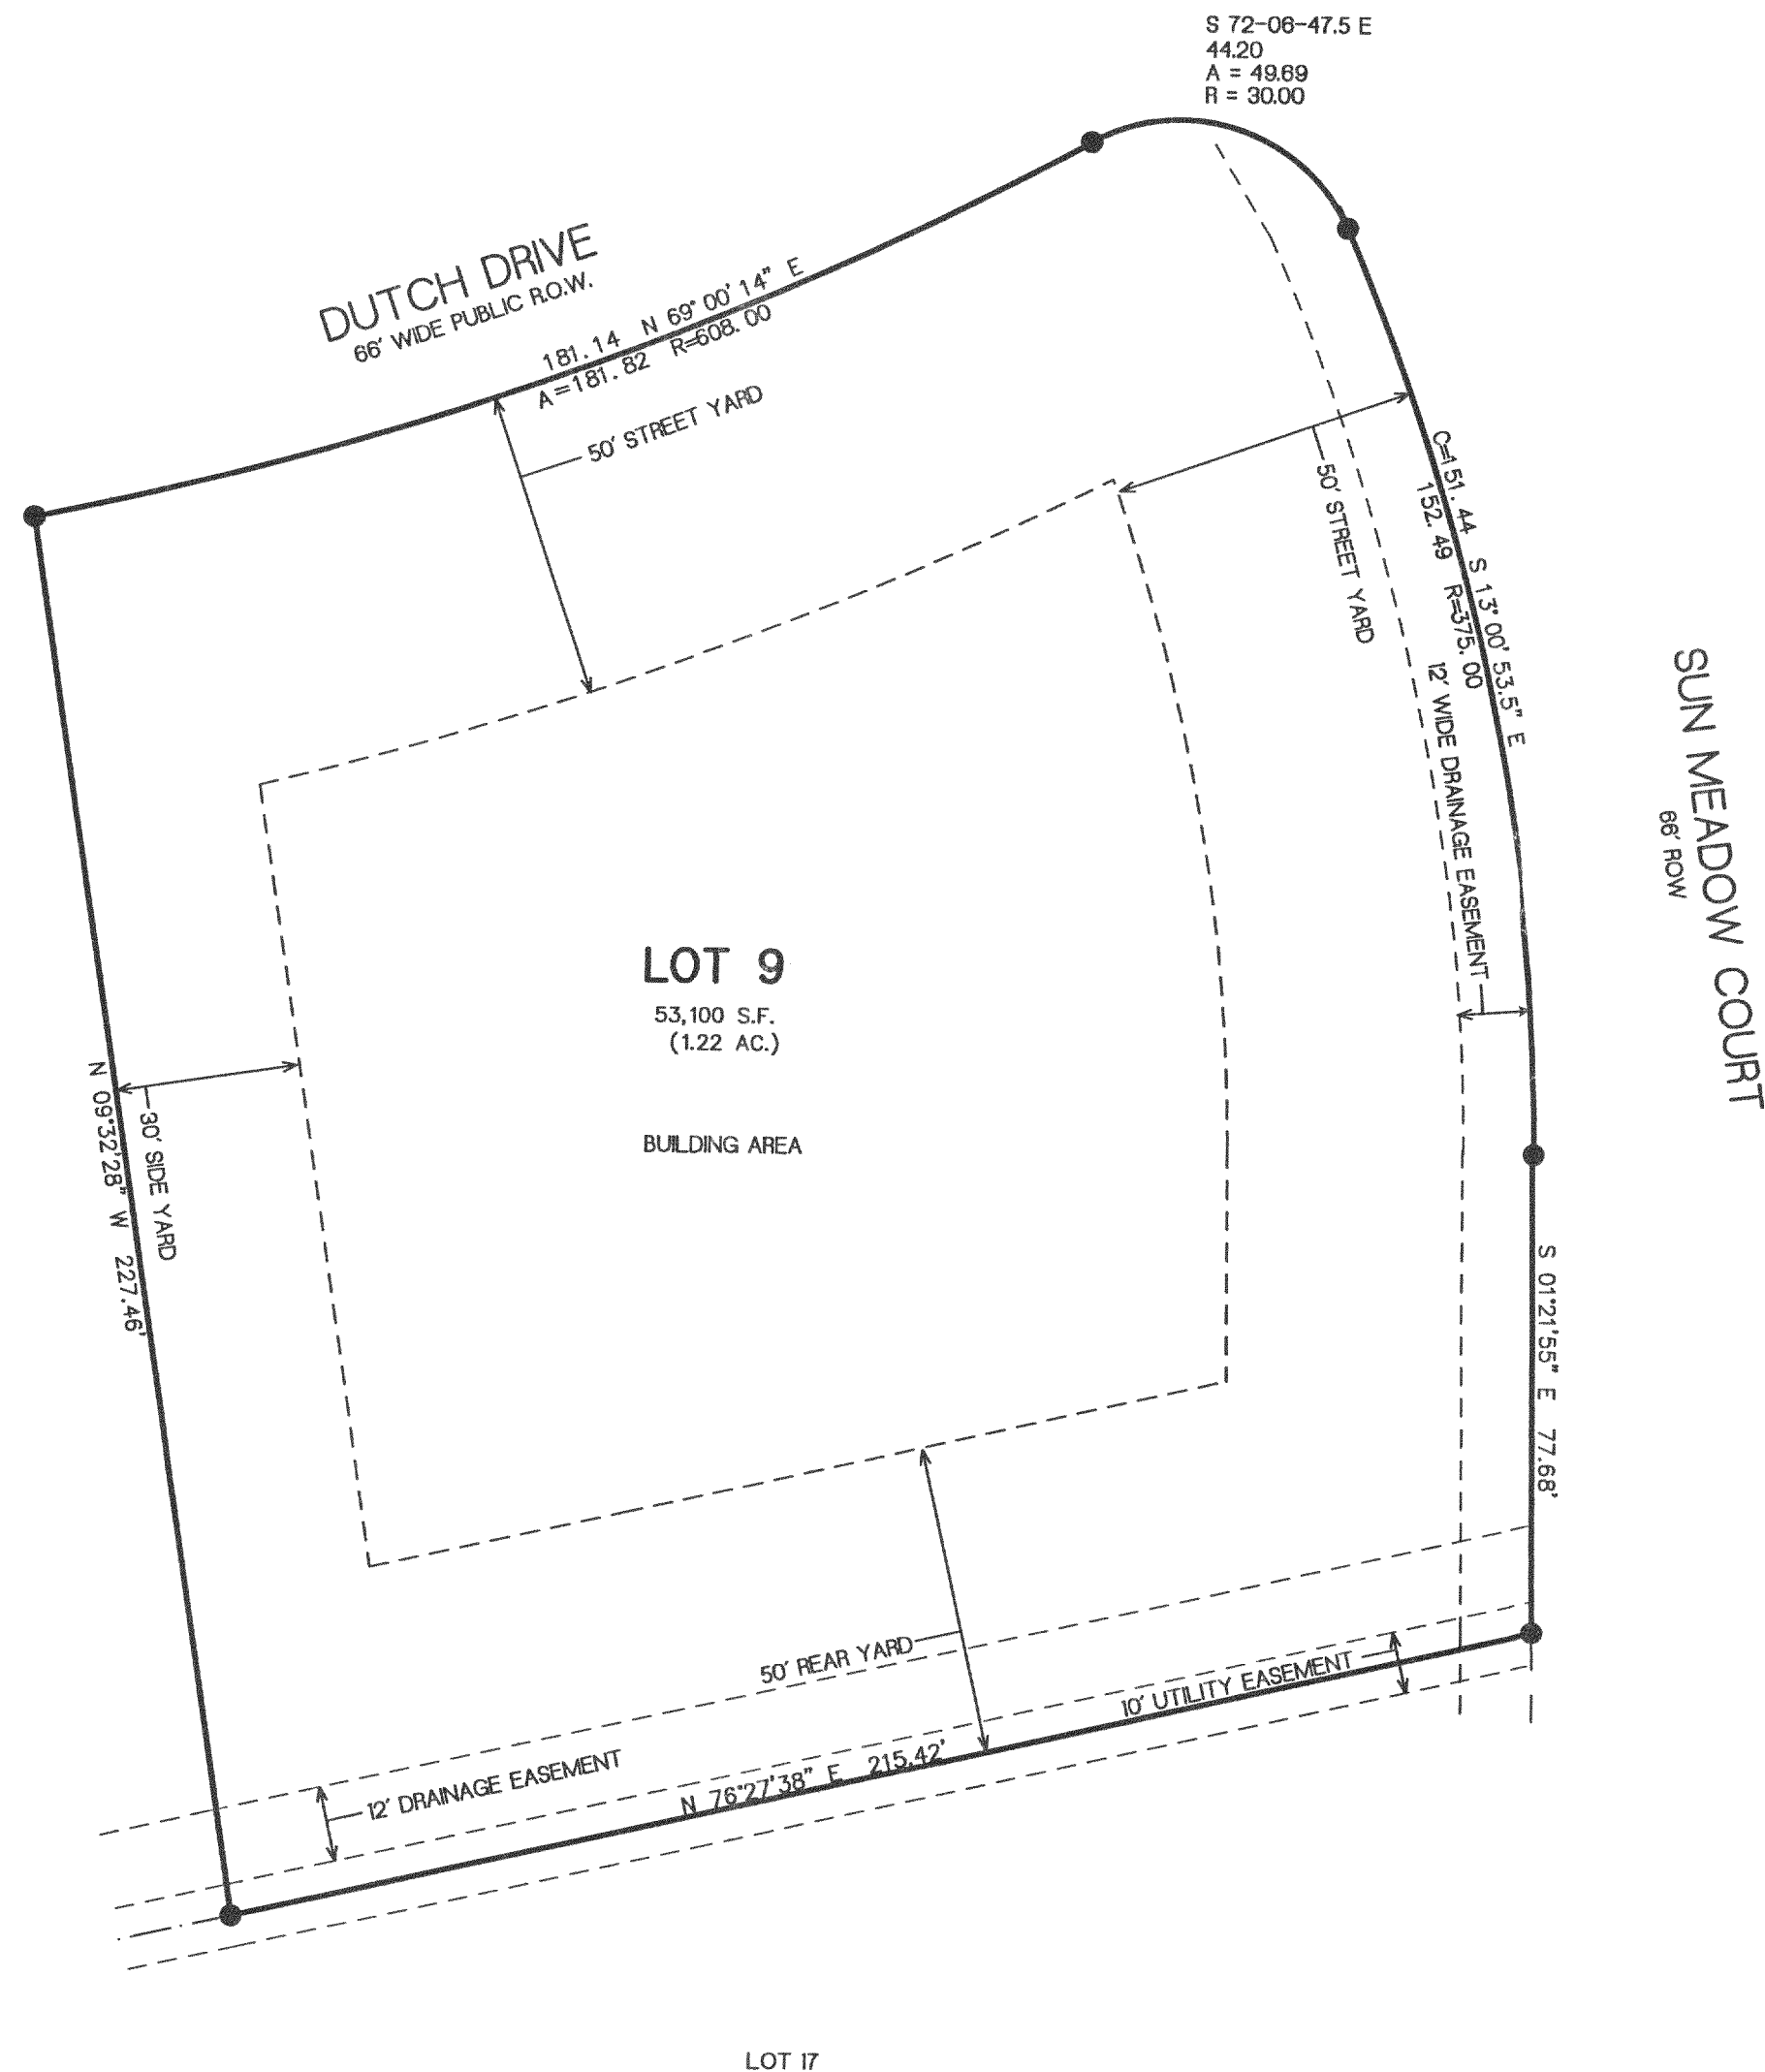 S 72-06-47.5 E
44.20
A = 49.69
R = 30.00
DUTCH DRIVE
66' WIDE PUBLIC R.O.W.
181.14 N 69° 00' 14" E
A=181.82 R=608.00
50' STREET YARD
50' STREET YARD
C=151.44 S 13° 00' 53.5" E
152.49 R=375.00
12' WIDE DRAINAGE EASEMENT
SUN MEADOW COURT
66' ROW
LOT 9
53,100 S.F.
(1.22 AC.)
BUILDING AREA
N 09°32'28" W 227.46'
30' SIDE YARD
S 01°21'55" E 77.68'
50' REAR YARD
10' UTILITY EASEMENT
12' DRAINAGE EASEMENT
N 76°27'38" E 215.42'
LOT 17